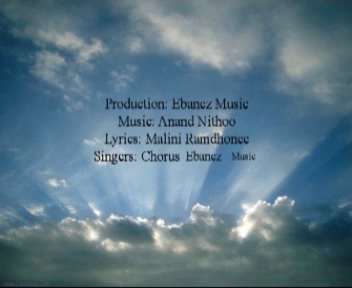 Production: Ebanez Music
Music: Anand Nithoo
Lyrics: Malini Ramdhonee
Singers: Chorus Ebanez Music